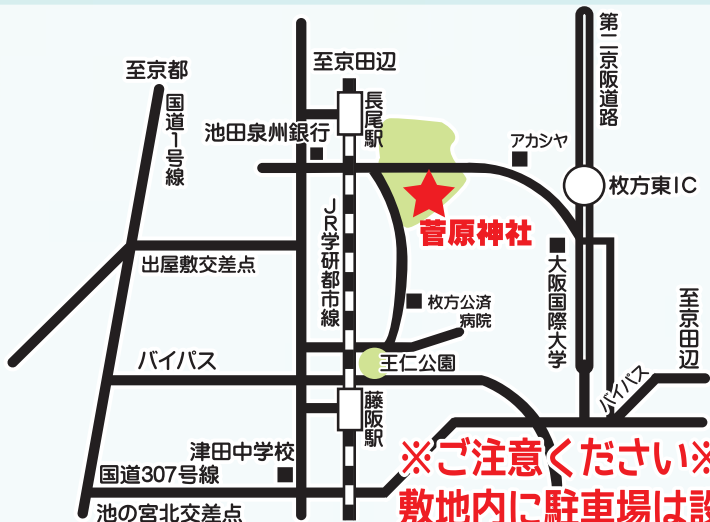 至京都
国道1号線
至京田辺
長尾駅
池田泉州銀行
第二京阪道路
アカシヤ
枚方東IC
菅原神社
JR学研都市線
出屋敷交差点
大阪国際大学
枚方公済
病院
至京田辺
バイパス
王仁公園
バイパス
藤阪駅
津田中学校
国道307号線
池の宮北交差点
※ご注意ください※
敷地内に駐車場は設